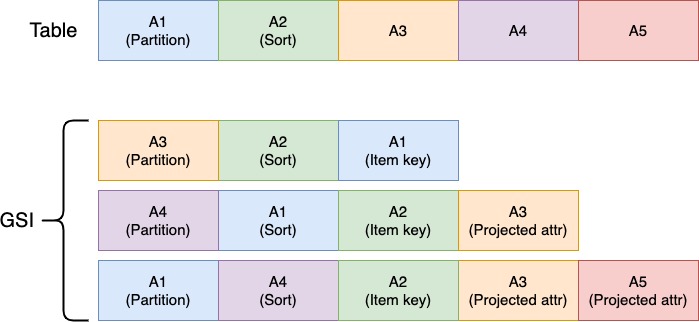 Table
A1
(Partition)
A2
(Sort)
A3
A4
A5
GSI
A3
(Partition)
A2
(Sort)
A1
(Item key)
A4
(Partition)
A1
(Sort)
A2
(Item key)
A3
(Projected attr)
A1
(Partition)
A4
(Sort)
A2
(Item key)
A3
(Projected attr)
A5
(Projected attr)